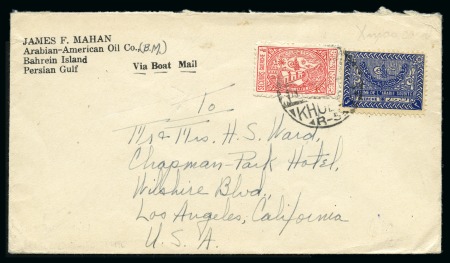 JAMES F. MAHAN
Arabian-American Oil Co. (B.M.)
Bahrein Island
Persian Gulf
Via Boat Mail
To
Mr & Mrs. H. S. Ward,
Chapman-Park Hotel,
Wilshire Blvd.,
Los Angeles, California
U. S. A.